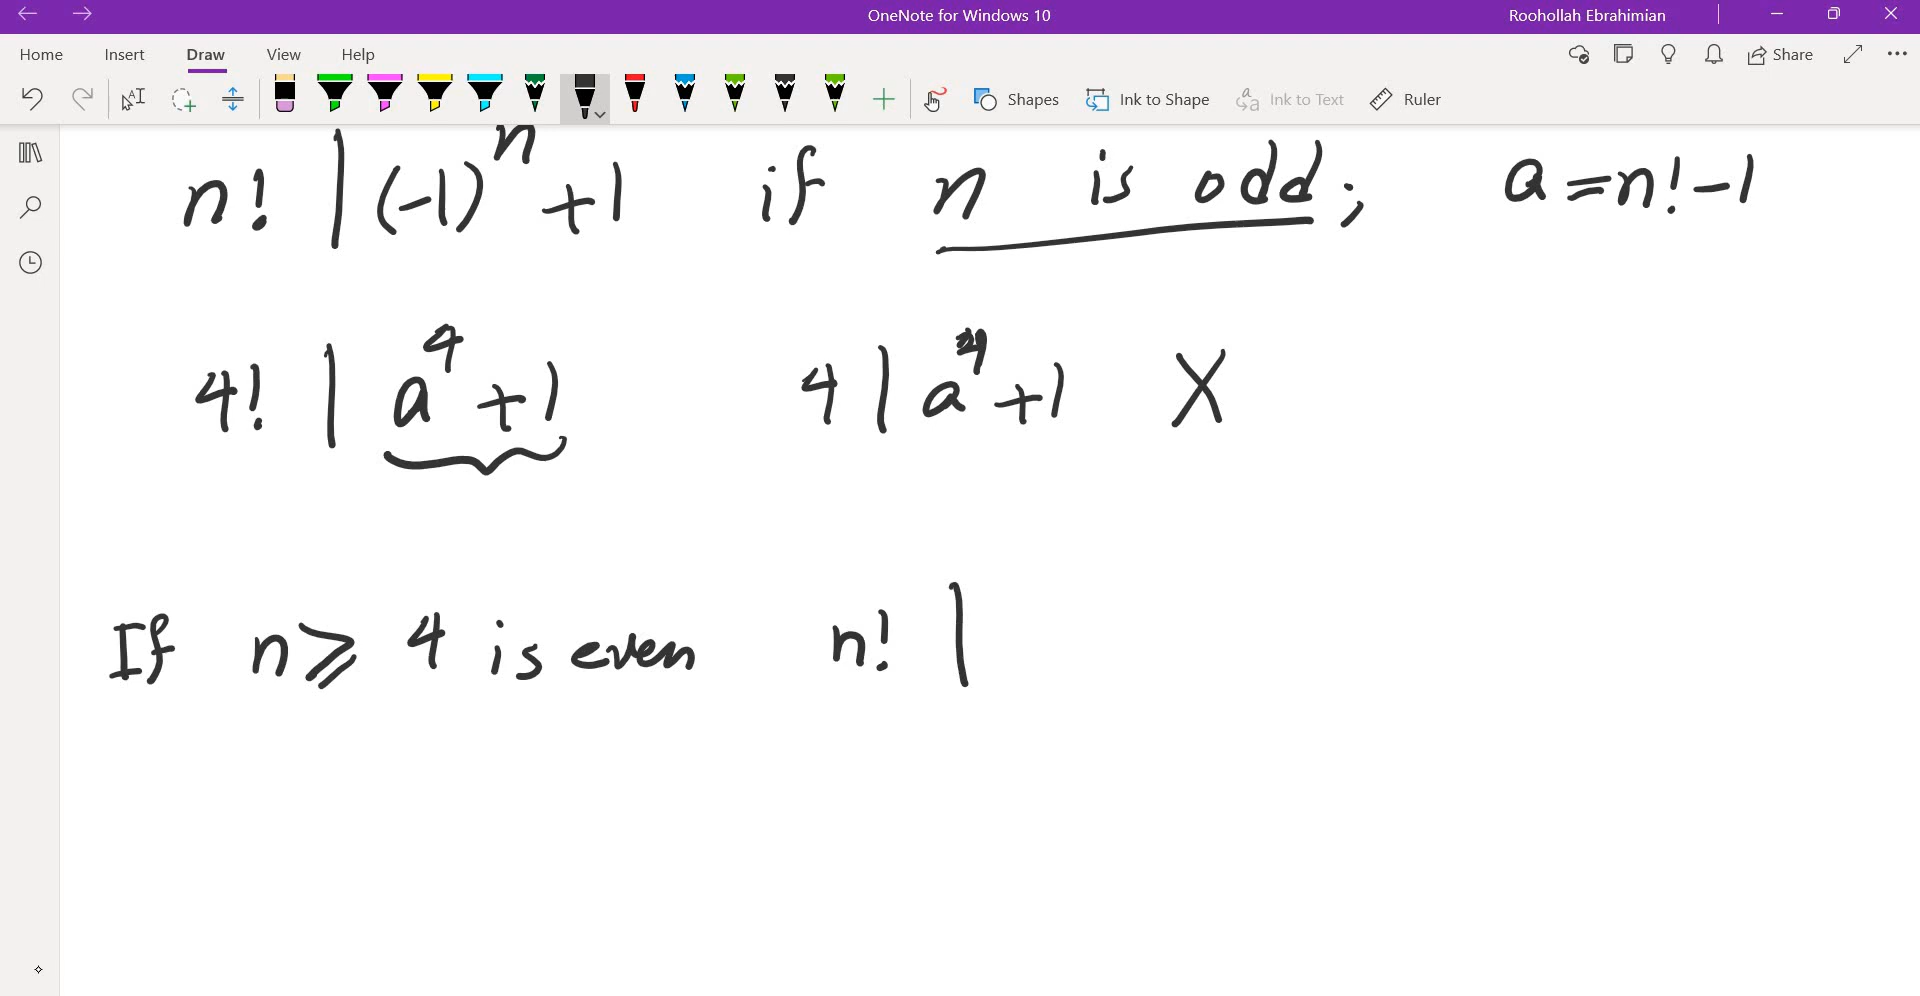 OneNote for Windows 10 Roohollah Ebrahimian
Home Insert Draw View Help Share
Shapes Ink to Shape Ink to Text Ruler
n! | (-1)^n + 1 if n is odd; a = n! - 1
4! | a^4 + 1 4 | a^4 + 1 X
If n ⩾ 4 is even n! |